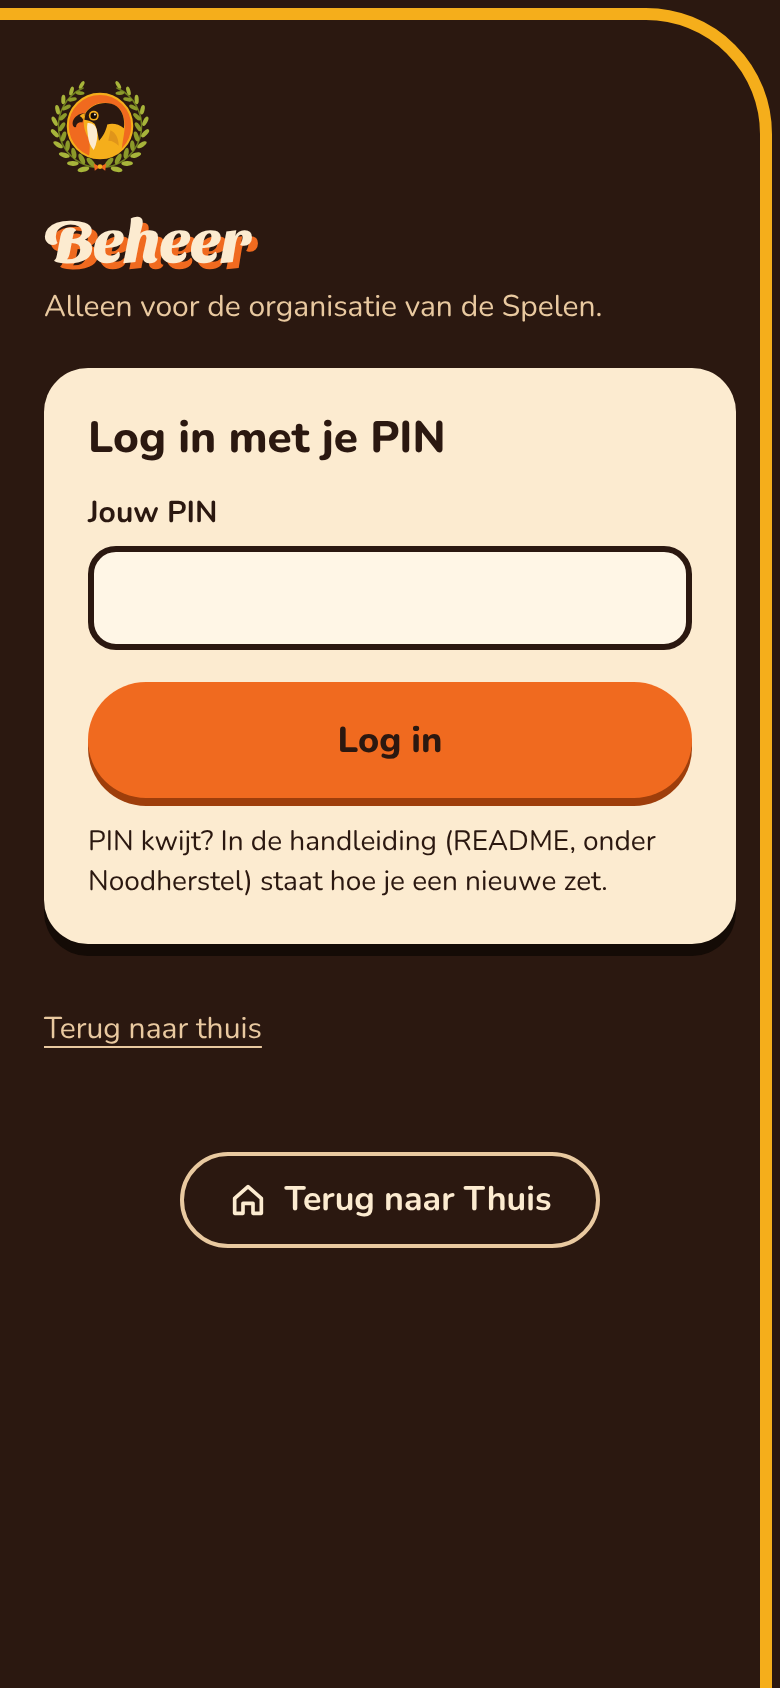 Beheer
Alleen voor de organisatie van de Spelen.
Log in met je PIN
Jouw PIN
Log in
PIN kwijt? In de handleiding (README, onder
Noodherstel) staat hoe je een nieuwe zet.
Terug naar thuis
Terug naar Thuis